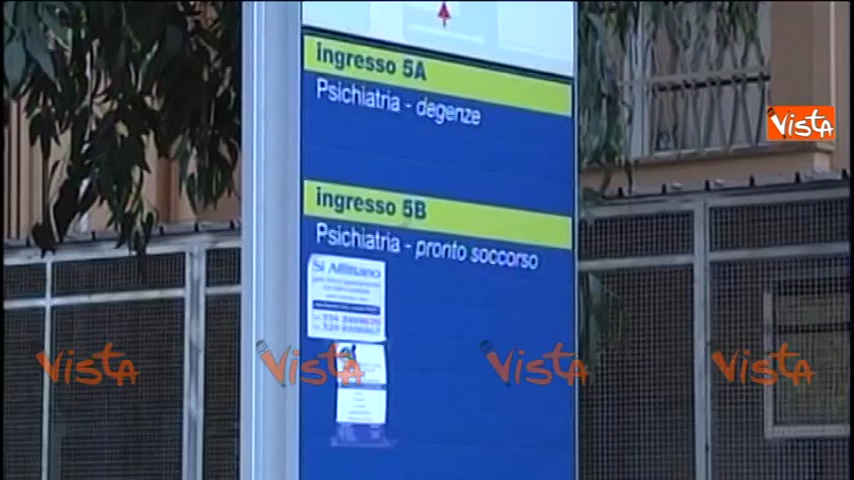 ingresso 5A
Psichiatria - degenze
VISTA
ingresso 5B
Psichiatria - pronto soccorso
Si Affittano
VISTA VISTA VISTA VISTA